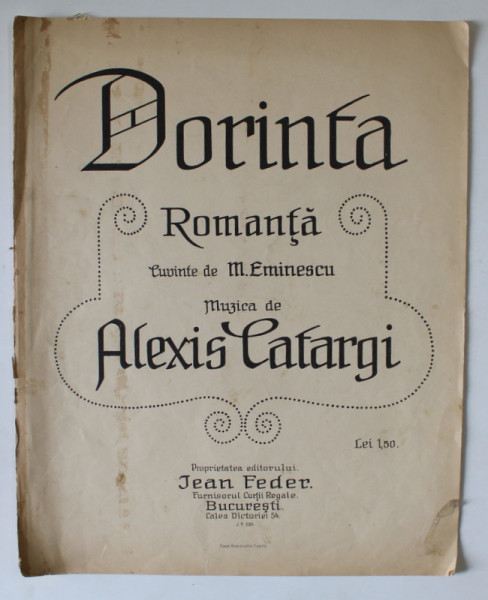 Dorinta
Romanţă
Cuvinte de M. Eminescu
Muzica de
Alexis Catargi
Lei 1,50.
Proprietatea editorului.
Jean Feder.
Furnisorul Curţii Regale.
Bucureşti.
Calea Victoriei 54.